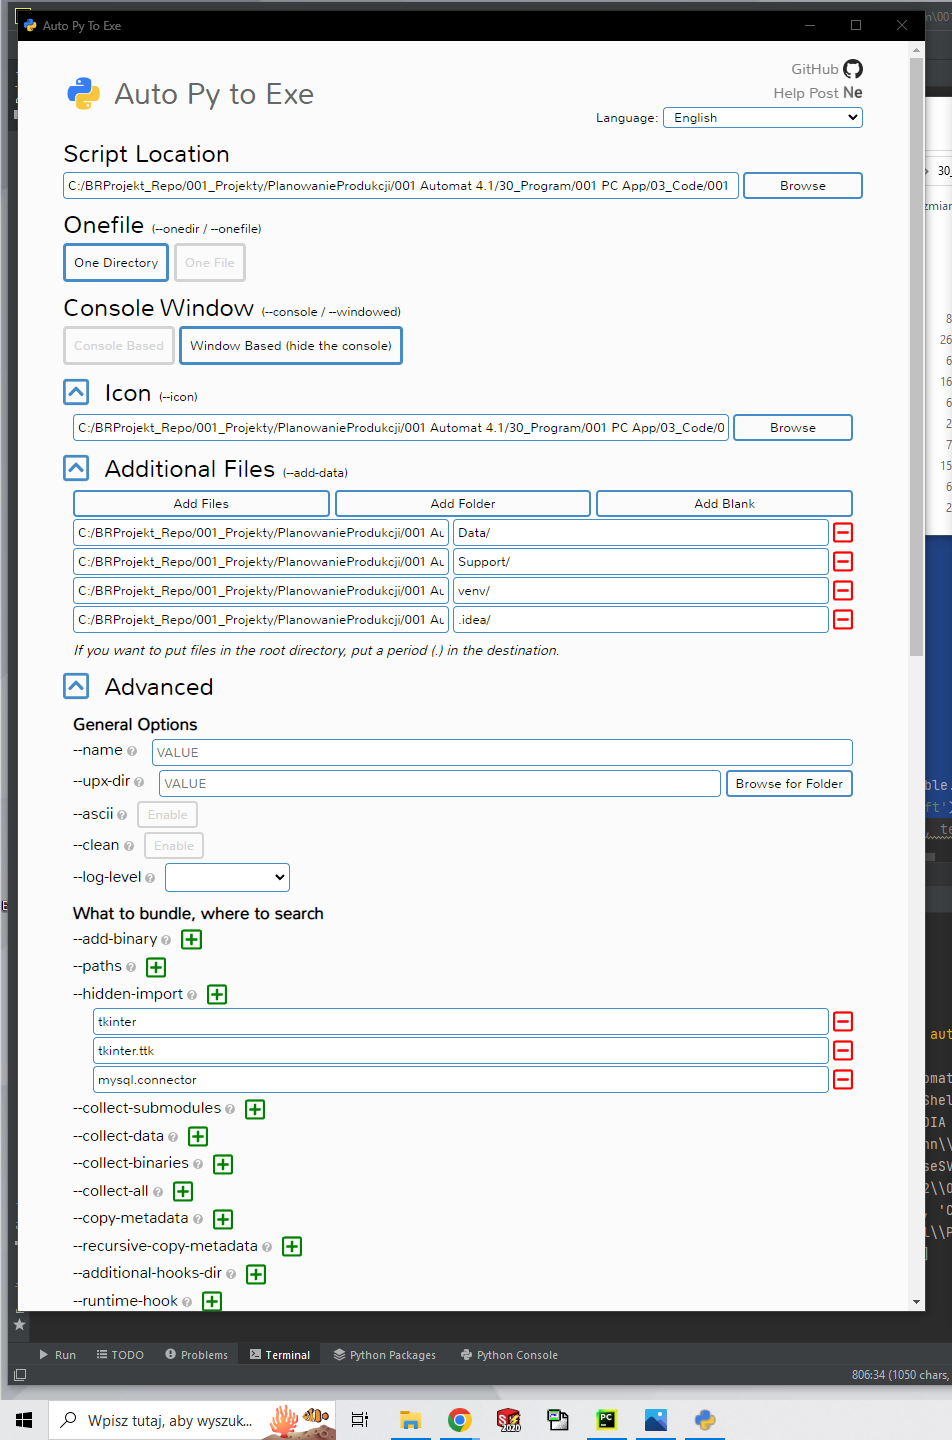 Auto Py To Exe
GitHub
Auto Py to Exe
Help Post Ne
Language: English
Script Location
C:/BRProjekt_Repo/001_Projekty/PlanowanieProdukcji/001 Automat 4.1/30_Program/001 PC App/03_Code/001
Browse
Onefile (--onedir / --onefile)
One Directory
One File
Console Window (--console / --windowed)
Console Based
Window Based (hide the console)
Icon (--icon)
C:/BRProjekt_Repo/001_Projekty/PlanowanieProdukcji/001 Automat 4.1/30_Program/001 PC App/03_Code/0
Browse
Additional Files (--add-data)
Add Files
Add Folder
Add Blank
C:/BRProjekt_Repo/001_Projekty/PlanowanieProdukcji/001 Au
Data/
C:/BRProjekt_Repo/001_Projekty/PlanowanieProdukcji/001 Au
Support/
C:/BRProjekt_Repo/001_Projekty/PlanowanieProdukcji/001 Au
venv/
C:/BRProjekt_Repo/001_Projekty/PlanowanieProdukcji/001 Au
.idea/
If you want to put files in the root directory, put a period (.) in the destination.
Advanced
General Options
--name ? VALUE
--upx-dir ? VALUE
Browse for Folder
--ascii ? Enable
--clean ? Enable
--log-level ?
What to bundle, where to search
--add-binary ?
--paths ?
--hidden-import ?
tkinter
tkinter.ttk
mysql.connector
--collect-submodules ?
--collect-data ?
--collect-binaries ?
--collect-all ?
--copy-metadata ?
--recursive-copy-metadata ?
--additional-hooks-dir ?
--runtime-hook ?
Run
TODO
Problems
Terminal
Python Packages
Python Console
806:34 (1050 chars,
Wpisz tutaj, aby wyszuk...
2020
PC